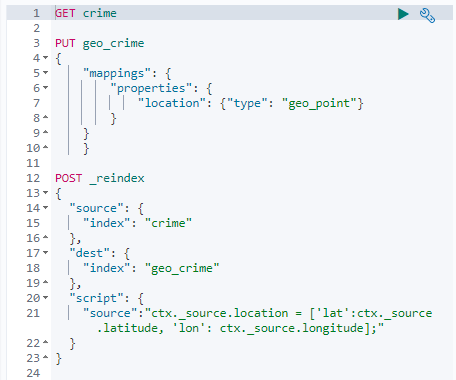 1 GET crime
2
3 PUT geo_crime
4 {
5 "mappings": {
6 "properties": {
7 "location": {"type": "geo_point"}
8 }
9 }
10 }
11
12 POST _reindex
13 {
14 "source": {
15 "index": "crime"
16 },
17 "dest": {
18 "index": "geo_crime"
19 },
20 "script": {
21 "source":"ctx._source.location = ['lat':ctx._source
.latitude, 'lon': ctx._source.longitude];"
22 }
23 }
24